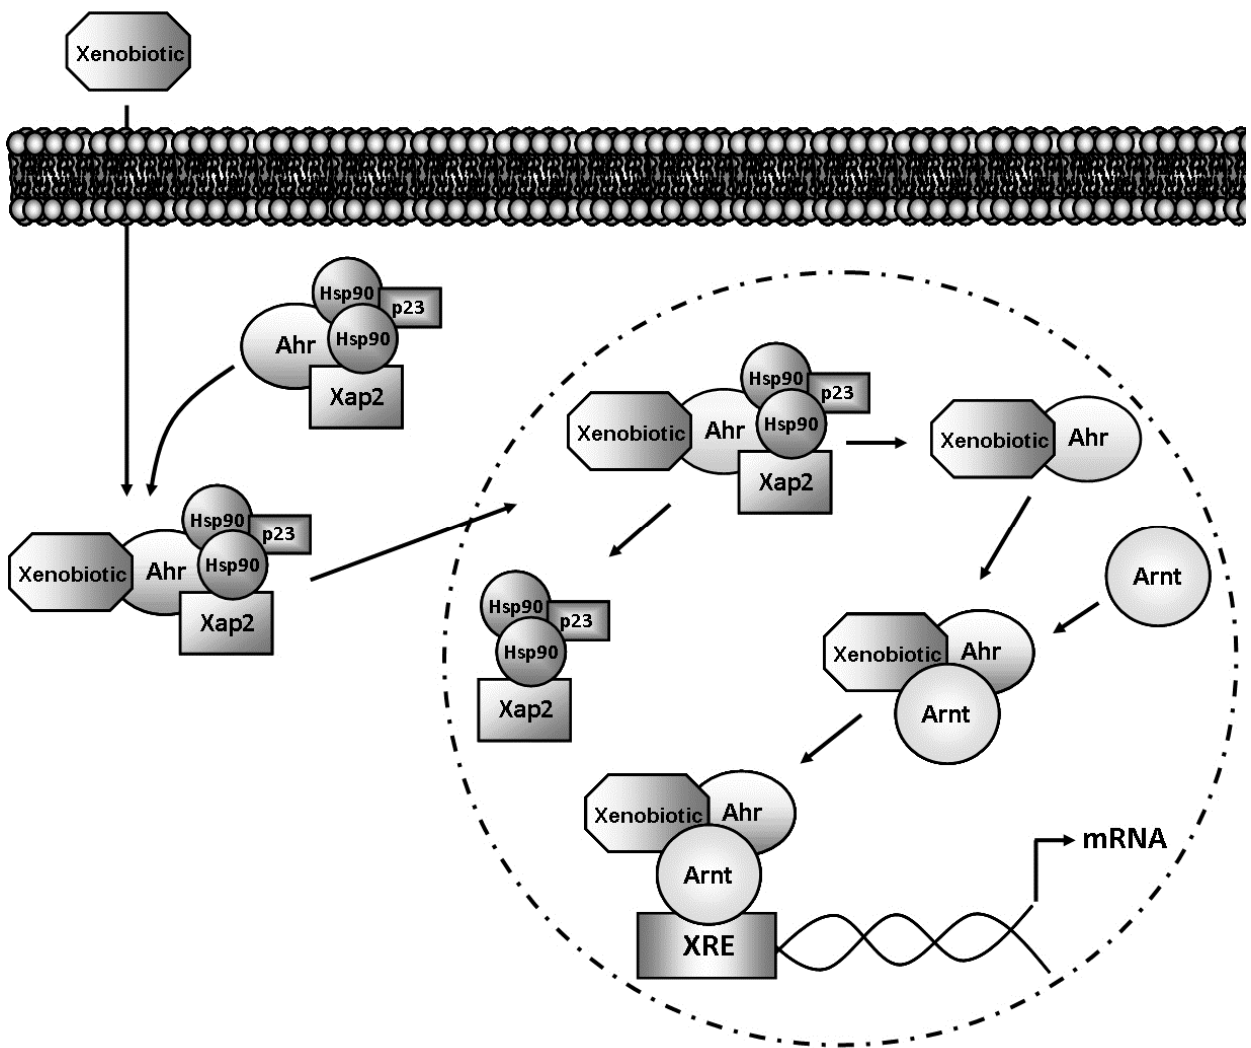 Xenobiotic
Hsp90
p23
Ahr
Hsp90
Xap2
Hsp90
p23
Xenobiotic
Ahr
Hsp90
Xap2
Hsp90
p23
Xenobiotic
Ahr
Hsp90
Xap2
Xenobiotic
Ahr
Hsp90
p23
Hsp90
Xap2
Arnt
Xenobiotic
Ahr
Arnt
Xenobiotic
Ahr
Arnt
XRE
mRNA